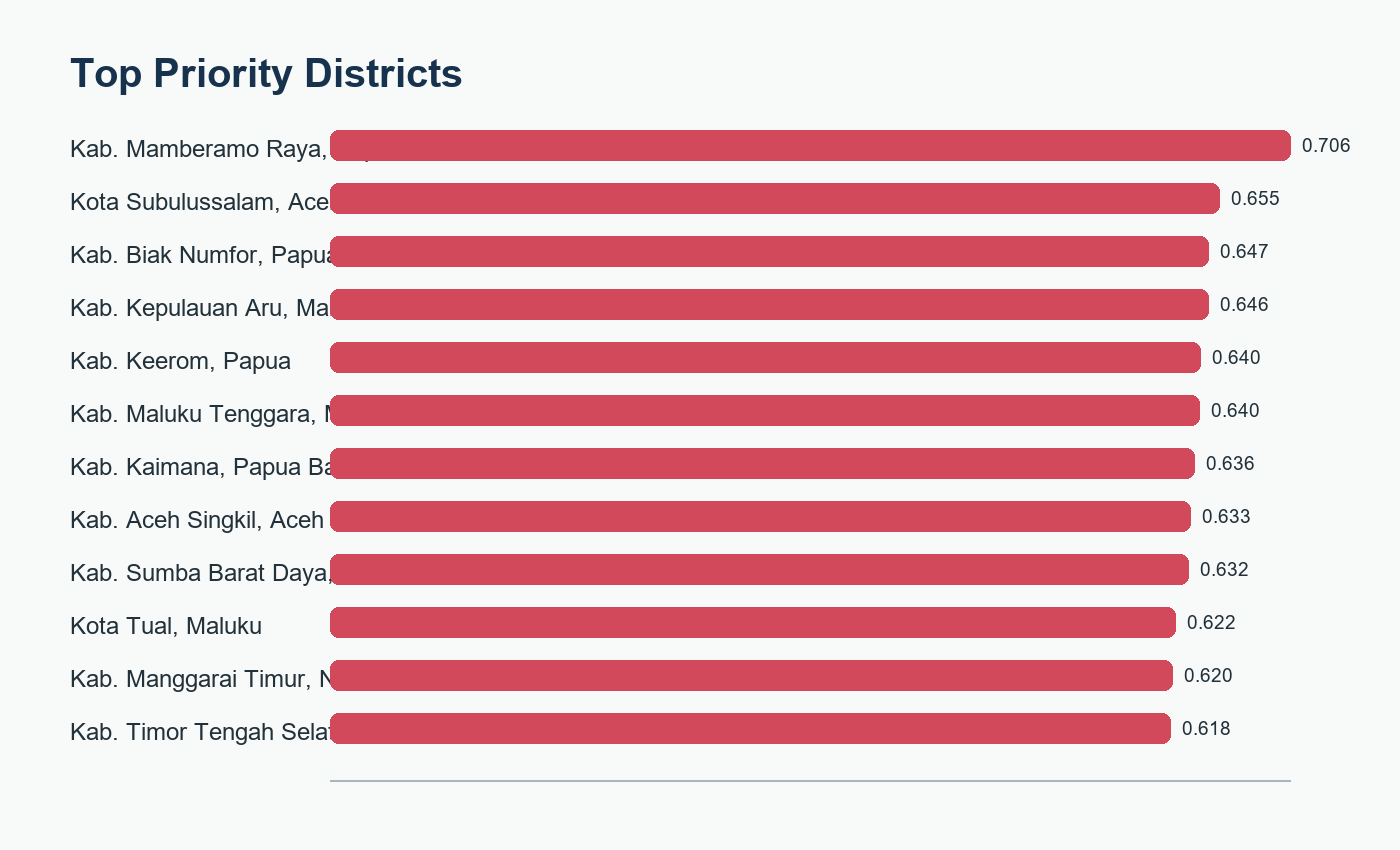 Top Priority Districts
Kab. Mamberamo Raya, 0.706
Kota Subulussalam, Ace 0.655
Kab. Biak Numfor, Papua 0.647
Kab. Kepulauan Aru, Ma 0.646
Kab. Keerom, Papua 0.640
Kab. Maluku Tenggara, 0.640
Kab. Kaimana, Papua Ba 0.636
Kab. Aceh Singkil, Aceh 0.633
Kab. Sumba Barat Daya, 0.632
Kota Tual, Maluku 0.622
Kab. Manggarai Timur, N 0.620
Kab. Timor Tengah Selat 0.618